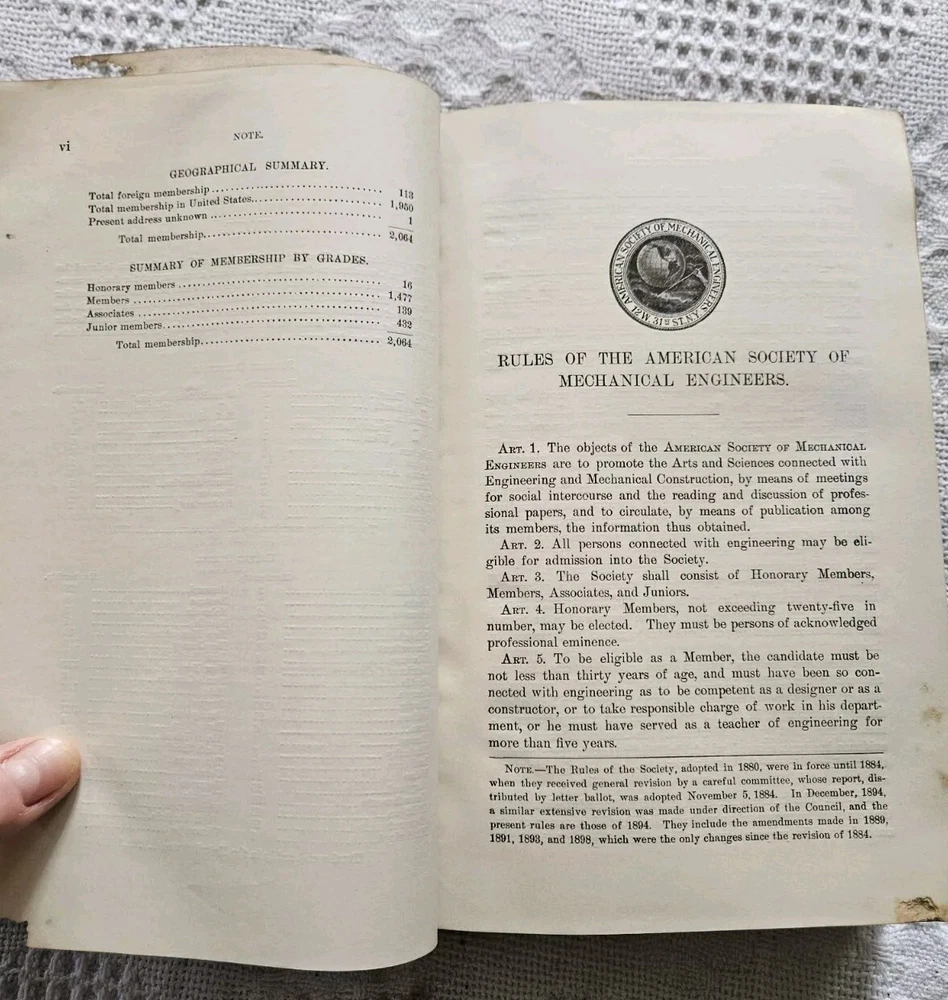 vi
NOTE.
GEOGRAPHICAL SUMMARY.
Total foreign membership 113
Total membership in United States 1,950
Present address unknown 1
Total membership 2,064
SUMMARY OF MEMBERSHIP BY GRADES.
Honorary members 16
Members 1,477
Associates 139
Junior members 432
Total membership 2,064
AMERICAN SOCIETY OF MECHANICAL ENGINEERS
12 W. 31ST ST. N.Y.
RULES OF THE AMERICAN SOCIETY OF
MECHANICAL ENGINEERS.
ART. 1. The objects of the AMERICAN SOCIETY OF MECHANICAL
ENGINEERS are to promote the Arts and Sciences connected with
Engineering and Mechanical Construction, by means of meetings
for social intercourse and the reading and discussion of profes-
sional papers, and to circulate, by means of publication among
its members, the information thus obtained.
ART. 2. All persons connected with engineering may be eli-
gible for admission into the Society.
ART. 3. The Society shall consist of Honorary Members,
Members, Associates, and Juniors.
ART. 4. Honorary Members, not exceeding twenty-five in
number, may be elected. They must be persons of acknowledged
professional eminence.
ART. 5. To be eligible as a Member, the candidate must be
not less than thirty years of age, and must have been so con-
nected with engineering as to be competent as a designer or as a
constructor, or to take responsible charge of work in his depart-
ment, or he must have served as a teacher of engineering for
more than five years.
NOTE.—The Rules of the Society, adopted in 1880, were in force until 1884,
when they received general revision by a careful committee, whose report, dis-
tributed by letter ballot, was adopted November 5, 1884. In December, 1894,
a similar extensive revision was made under direction of the Council, and the
present rules are those of 1894. They include the amendments made in 1889,
1891, 1893, and 1898, which were the only changes since the revision of 1884.